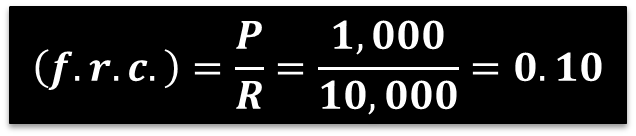 (f.r.c.) = P/R = 1,000/10,000 = 0.10